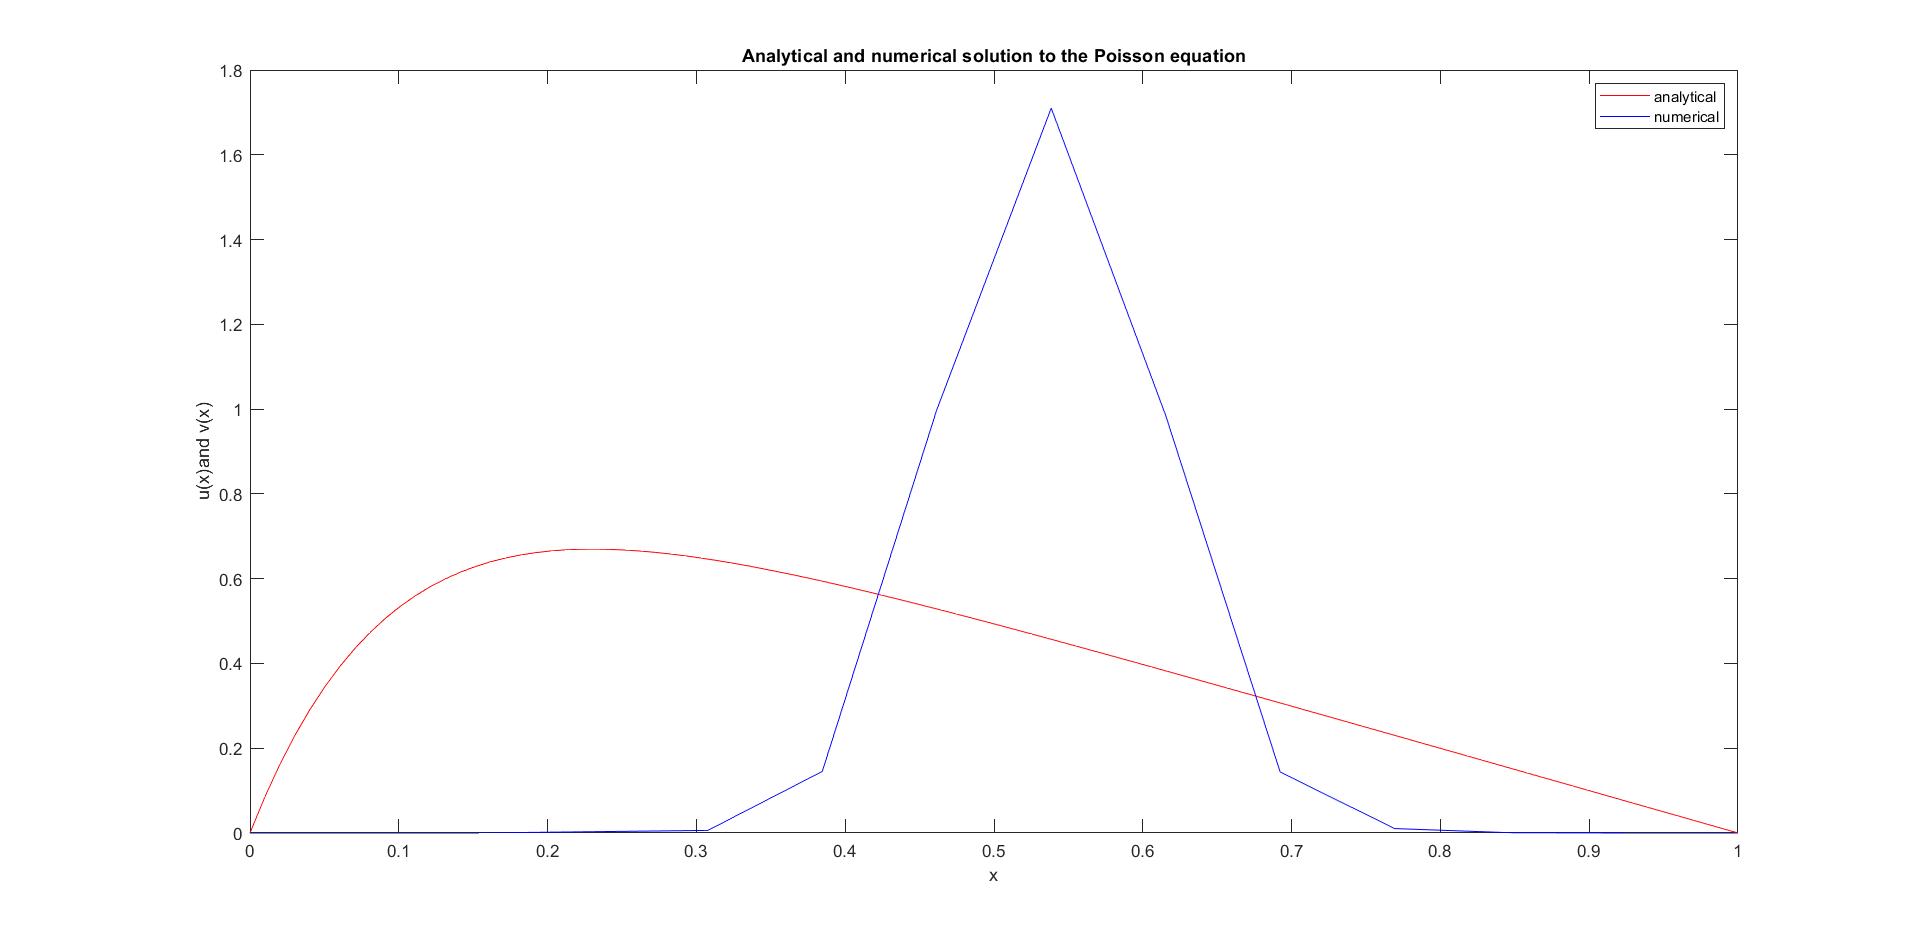 Analytical and numerical solution to the Poisson equation
analytical
numerical
u(x)and v(x)
1.8
1.6
1.4
1.2
1
0.8
0.6
0.4
0.2
0
0 0.1 0.2 0.3 0.4 0.5 0.6 0.7 0.8 0.9 1
x